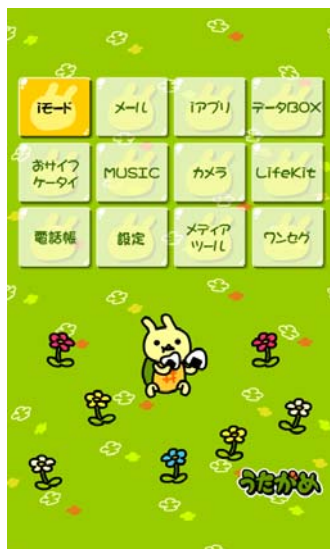 iモード
メール
iアプリ
データBOX
おサイフ
ケータイ
MUSIC
カメラ
LifeKit
電話帳
設定
メディア
ツール
ワンセグ
うたがめ